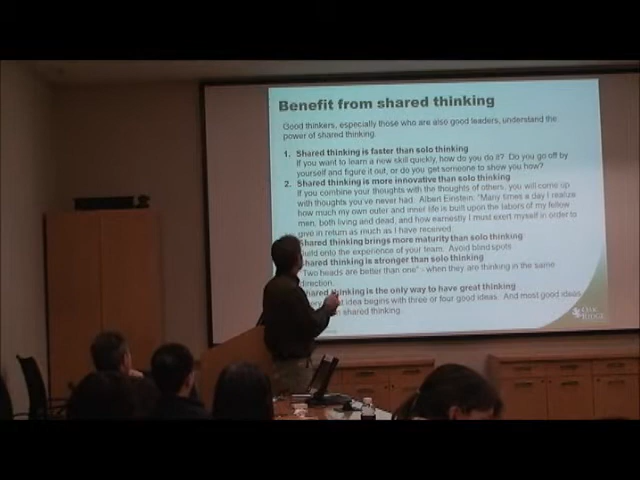 Benefit from shared thinking
Good thinkers, especially those who are also good leaders, understand the
power of shared thinking.
1. Shared thinking is faster than solo thinking
If you want to learn a new skill quickly, how do you do it? Do you go off by
yourself and figure it out, or do you get someone to show you how?
2. Shared thinking is more innovative than solo thinking
If you combine your thoughts with the thoughts of others, you will come up
with thoughts you've never had. Albert Einstein: "Many times a day I realize
how much my own outer and inner life is built upon the labors of my fellow
men, both living and dead, and how earnestly I must exert myself in order to
give in return as much as I have received.
Shared thinking brings more maturity than solo thinking
onto the experience of your team. Avoid blind spots.
Shared thinking is stronger than solo thinking
"Two heads are better than one" - when they are thinking in the same
direction.
thinking is the only way to have great thinking
idea begins with three or four good ideas. And most good ideas
shared thinking.
OAK
RIDGE